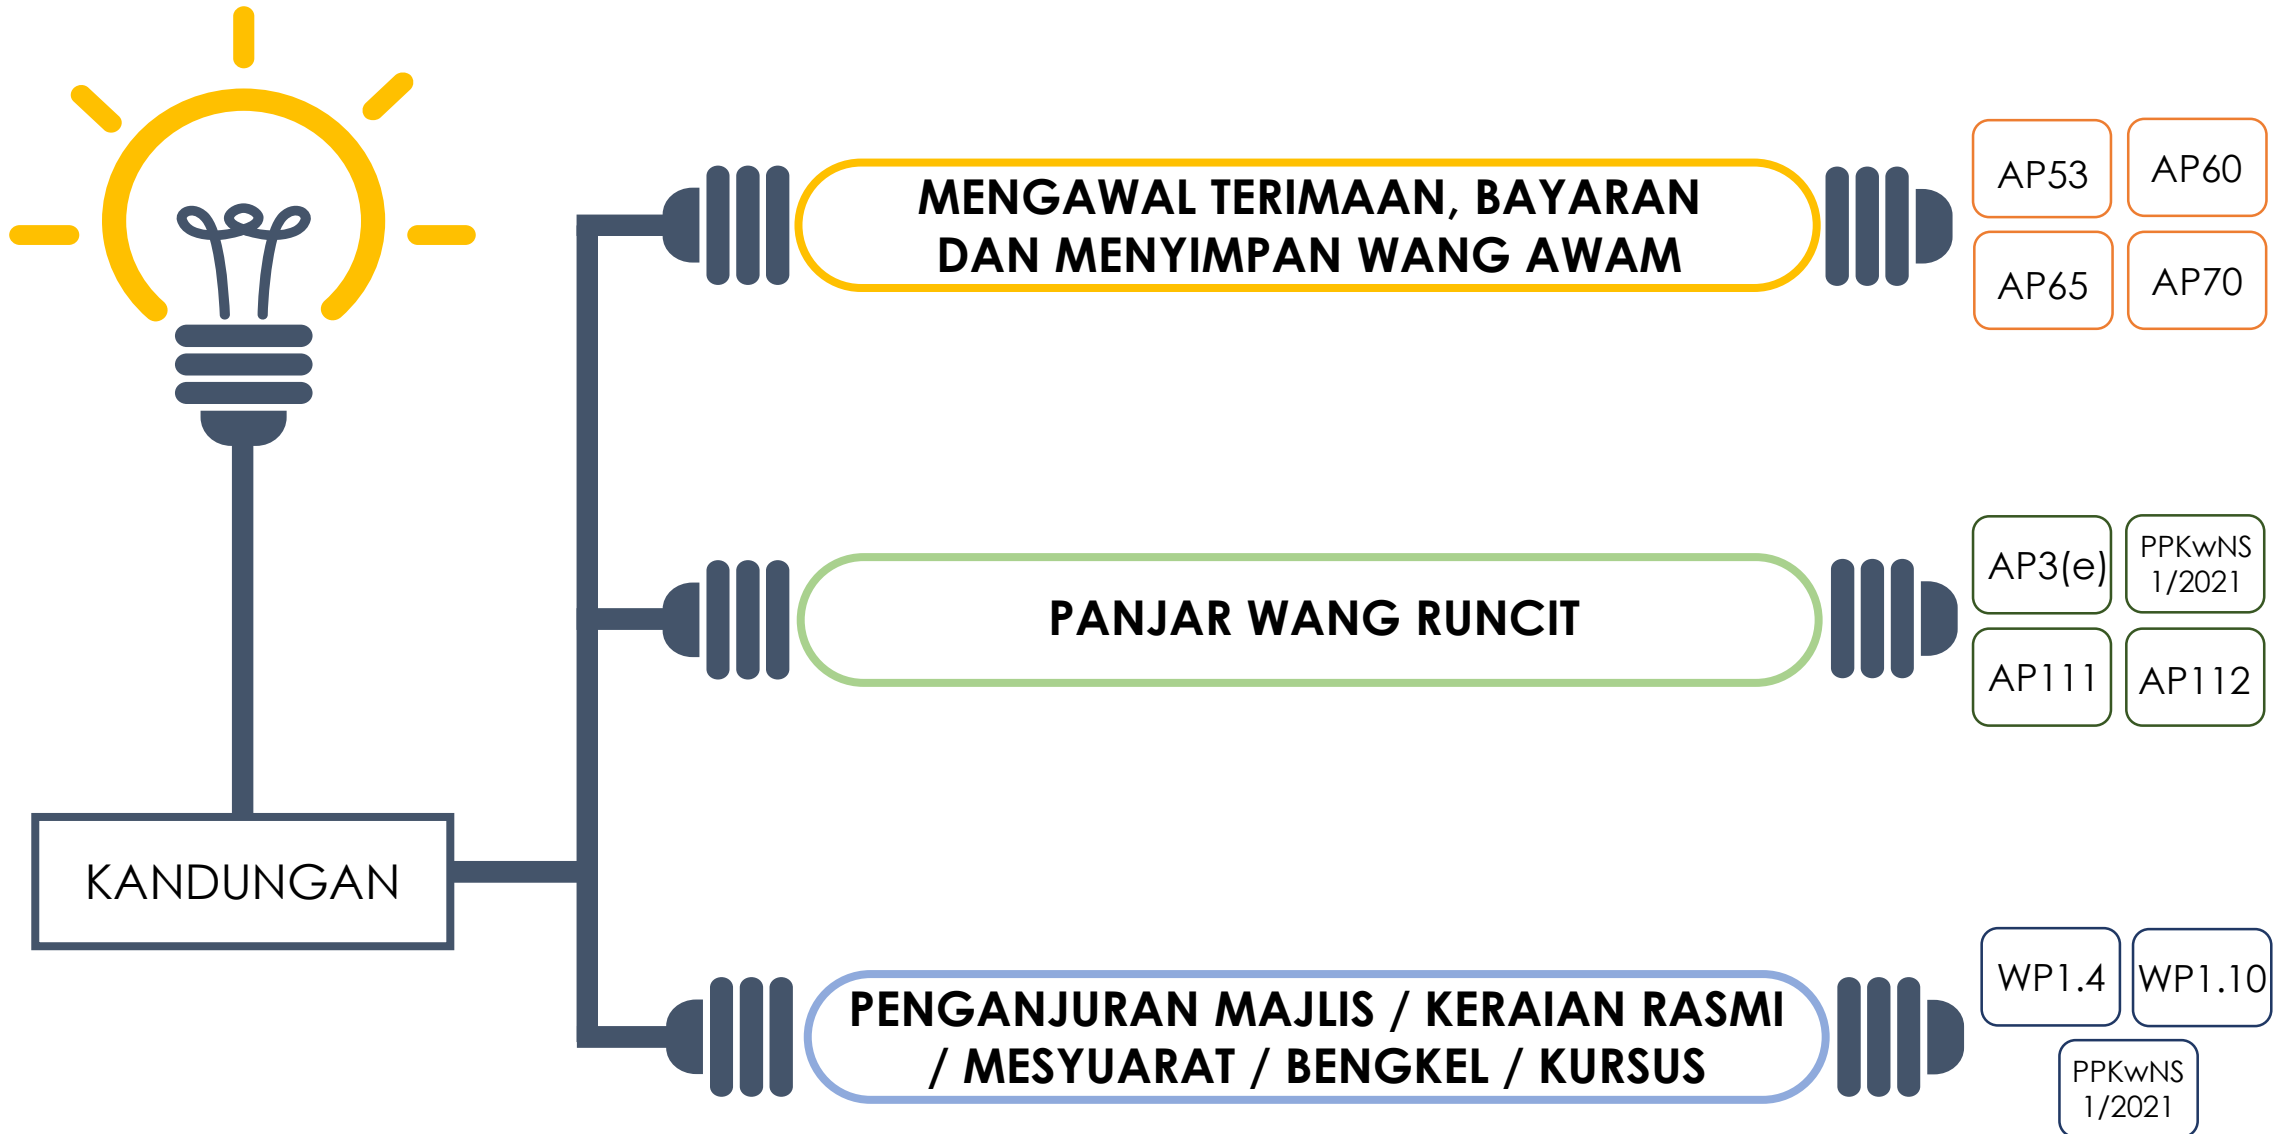 KANDUNGAN
MENGAWAL TERIMAAN, BAYARAN
DAN MENYIMPAN WANG AWAM
AP53
AP60
AP65
AP70
PANJAR WANG RUNCIT
AP3(e)
PPKwNS
1/2021
AP111
AP112
PENGANJURAN MAJLIS / KERAIAN RASMI
/ MESYUARAT / BENGKEL / KURSUS
WP1.4
WP1.10
PPKwNS
1/2021